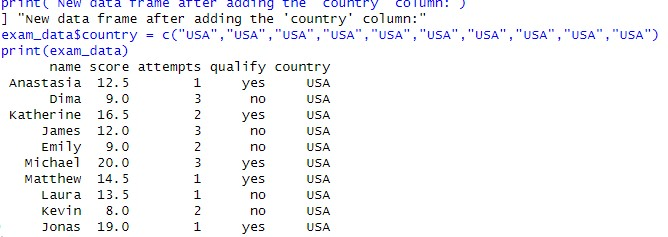 print("New data frame after adding the 'country' column:")
] "New data frame after adding the 'country' column:"
exam_data$country = c("USA","USA","USA","USA","USA","USA","USA","USA","USA","USA")
print(exam_data)
name score attempts qualify country
Anastasia 12.5 1 yes USA
Dima 9.0 3 no USA
Katherine 16.5 2 yes USA
James 12.0 3 no USA
Emily 9.0 2 no USA
Michael 20.0 3 yes USA
Matthew 14.5 1 yes USA
Laura 13.5 1 no USA
Kevin 8.0 2 no USA
Jonas 19.0 1 yes USA